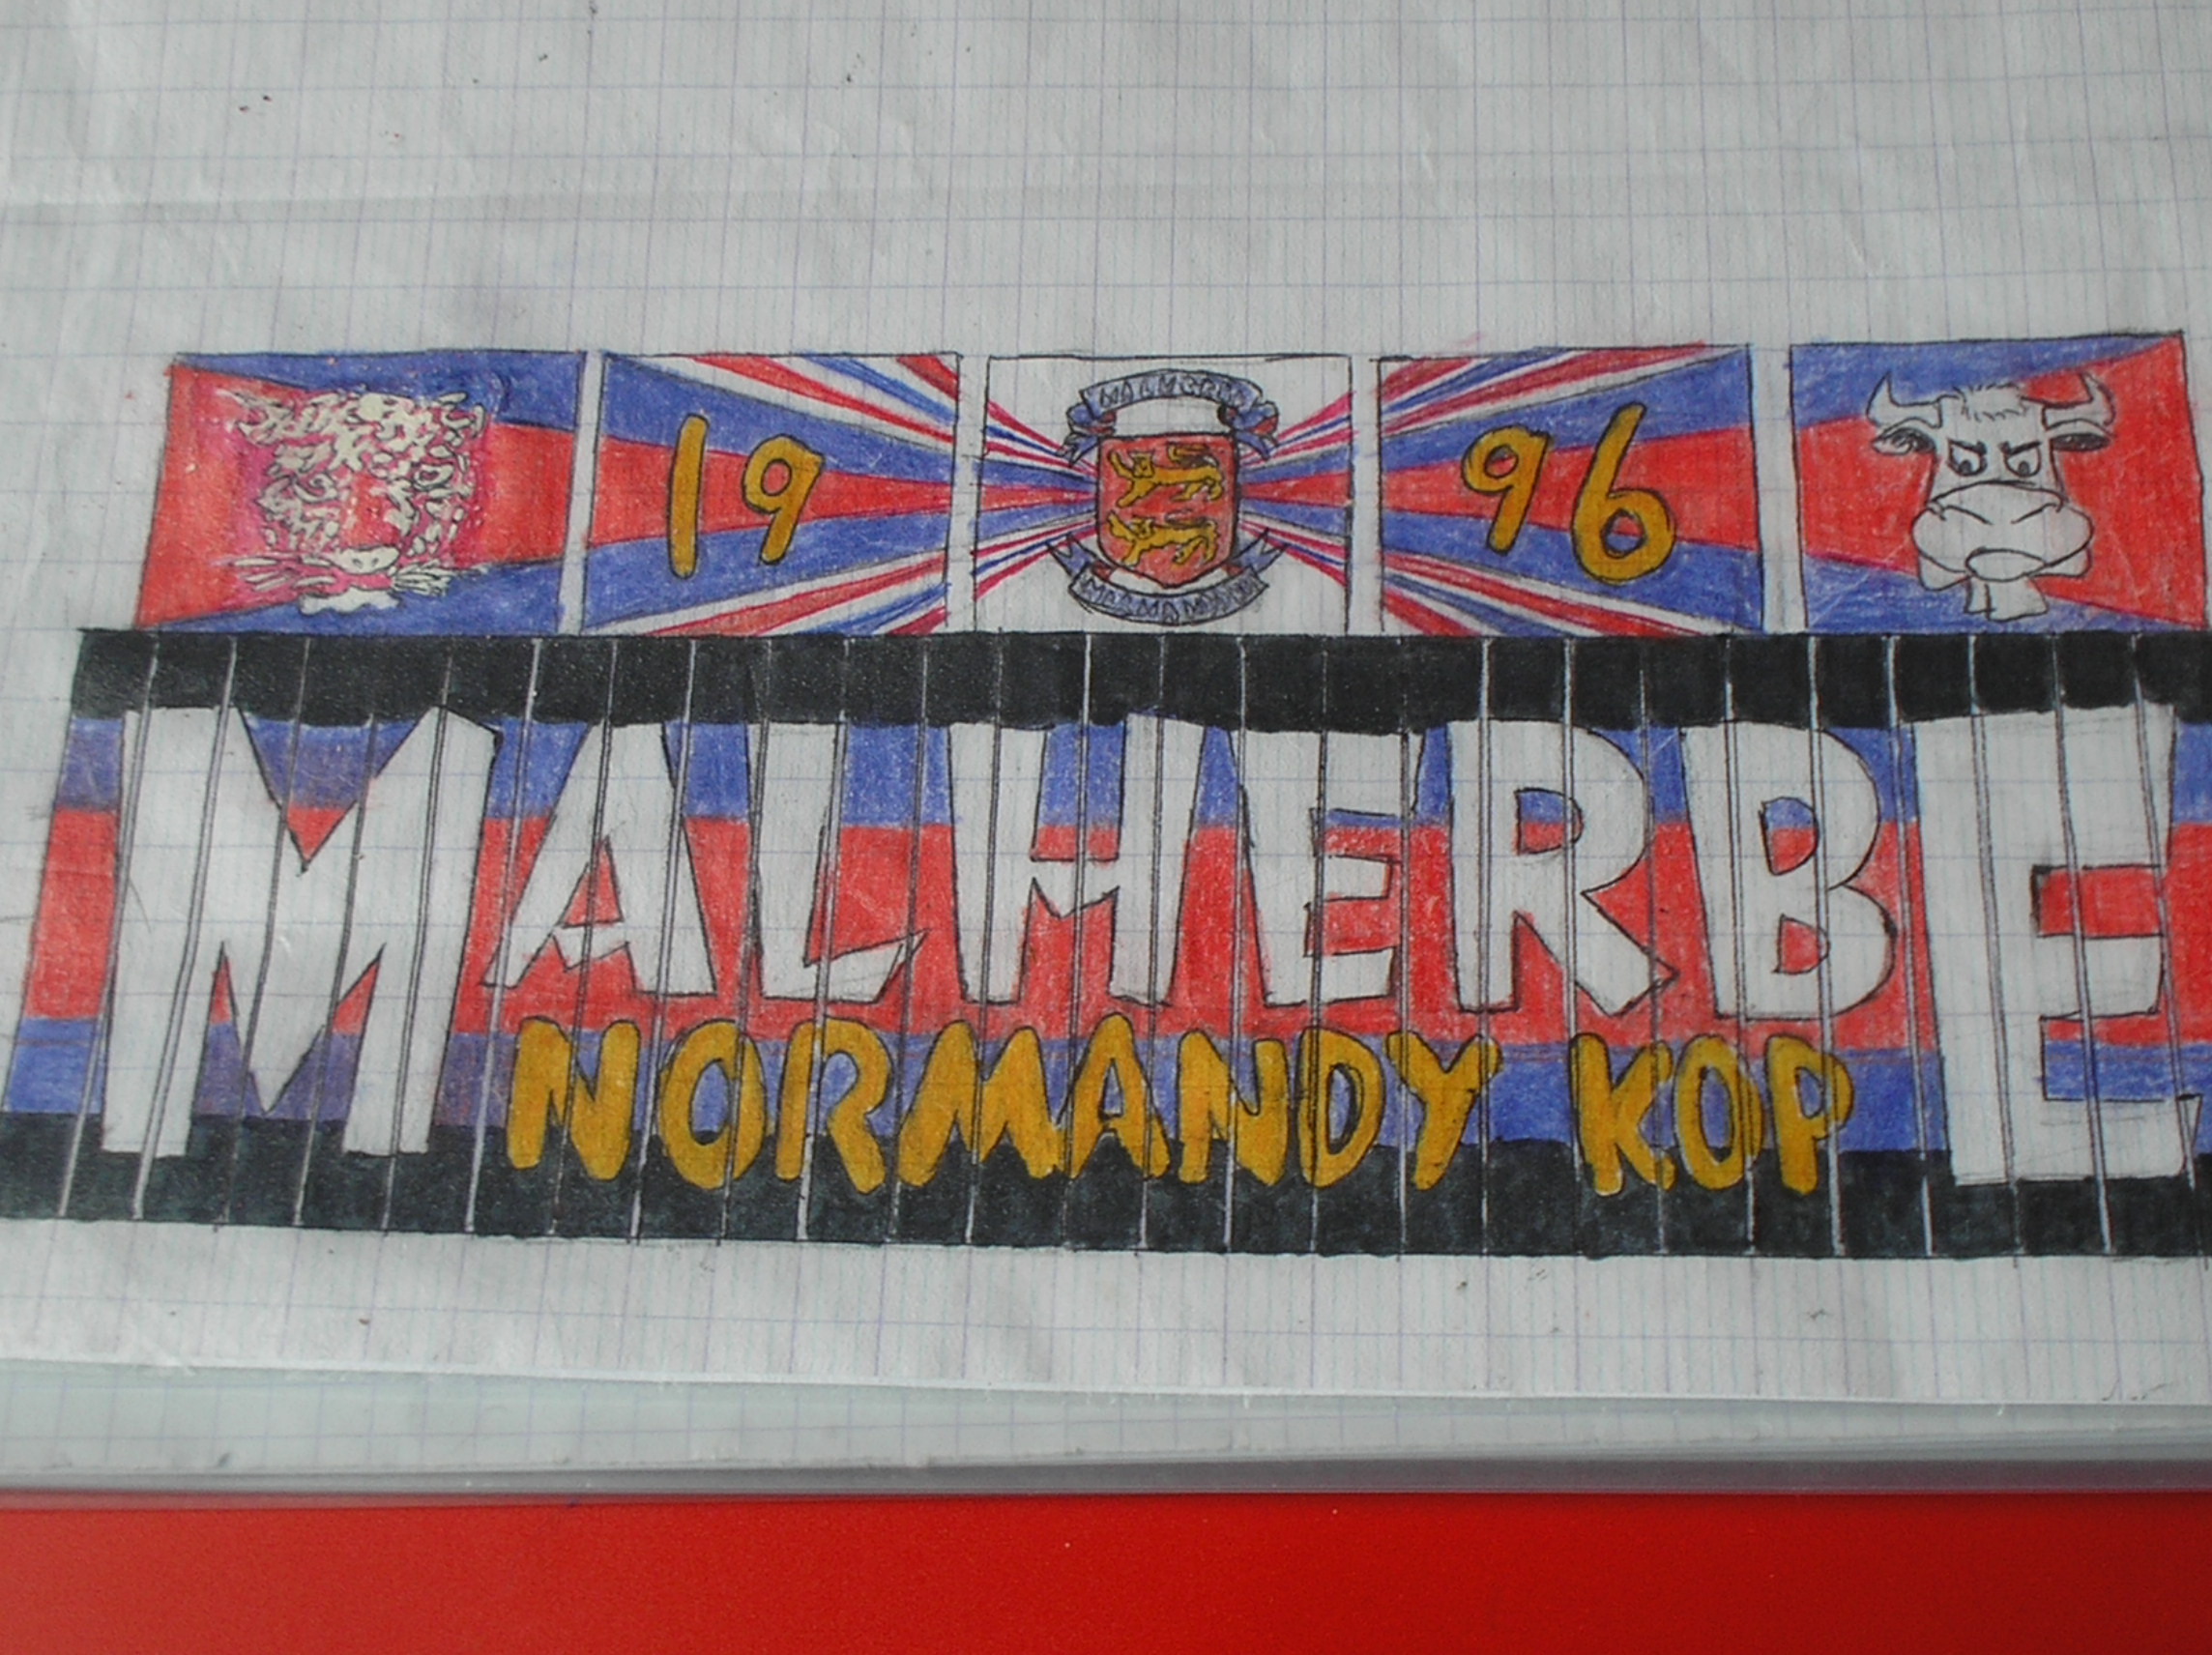 19
96
MALHERBE
NORMANDY KOP